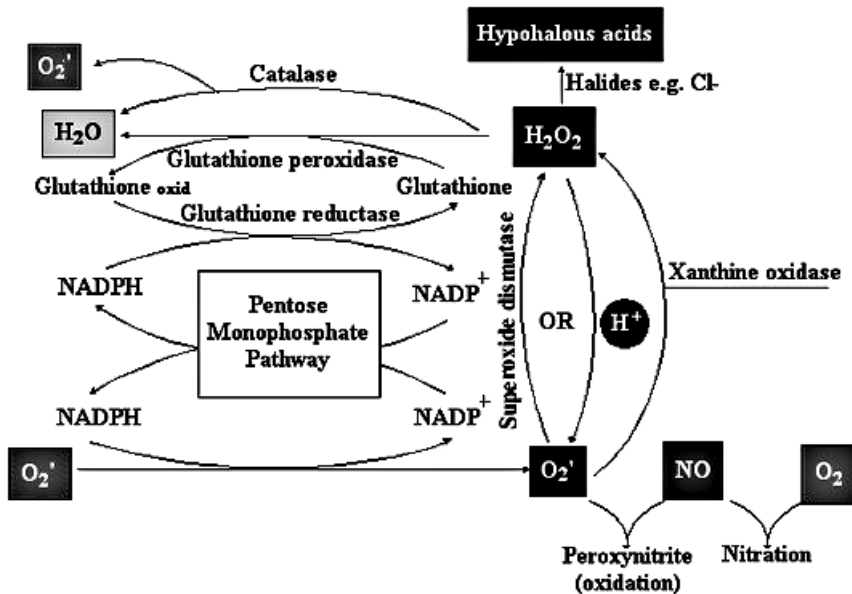 Hypohalous acids
O₂'
Catalase
Halides e.g. Cl-
H₂O
H₂O₂
Glutathione peroxidase
Glutathione oxid
Glutathione
Glutathione reductase
Superoxide dismutase
Xanthine oxidase
NADPH
NADP⁺
Pentose
Monophosphate
Pathway
OR
H⁺
NADPH
NADP⁺
O₂'
O₂'
NO
O₂
Peroxynitrite
(oxidation)
Nitration